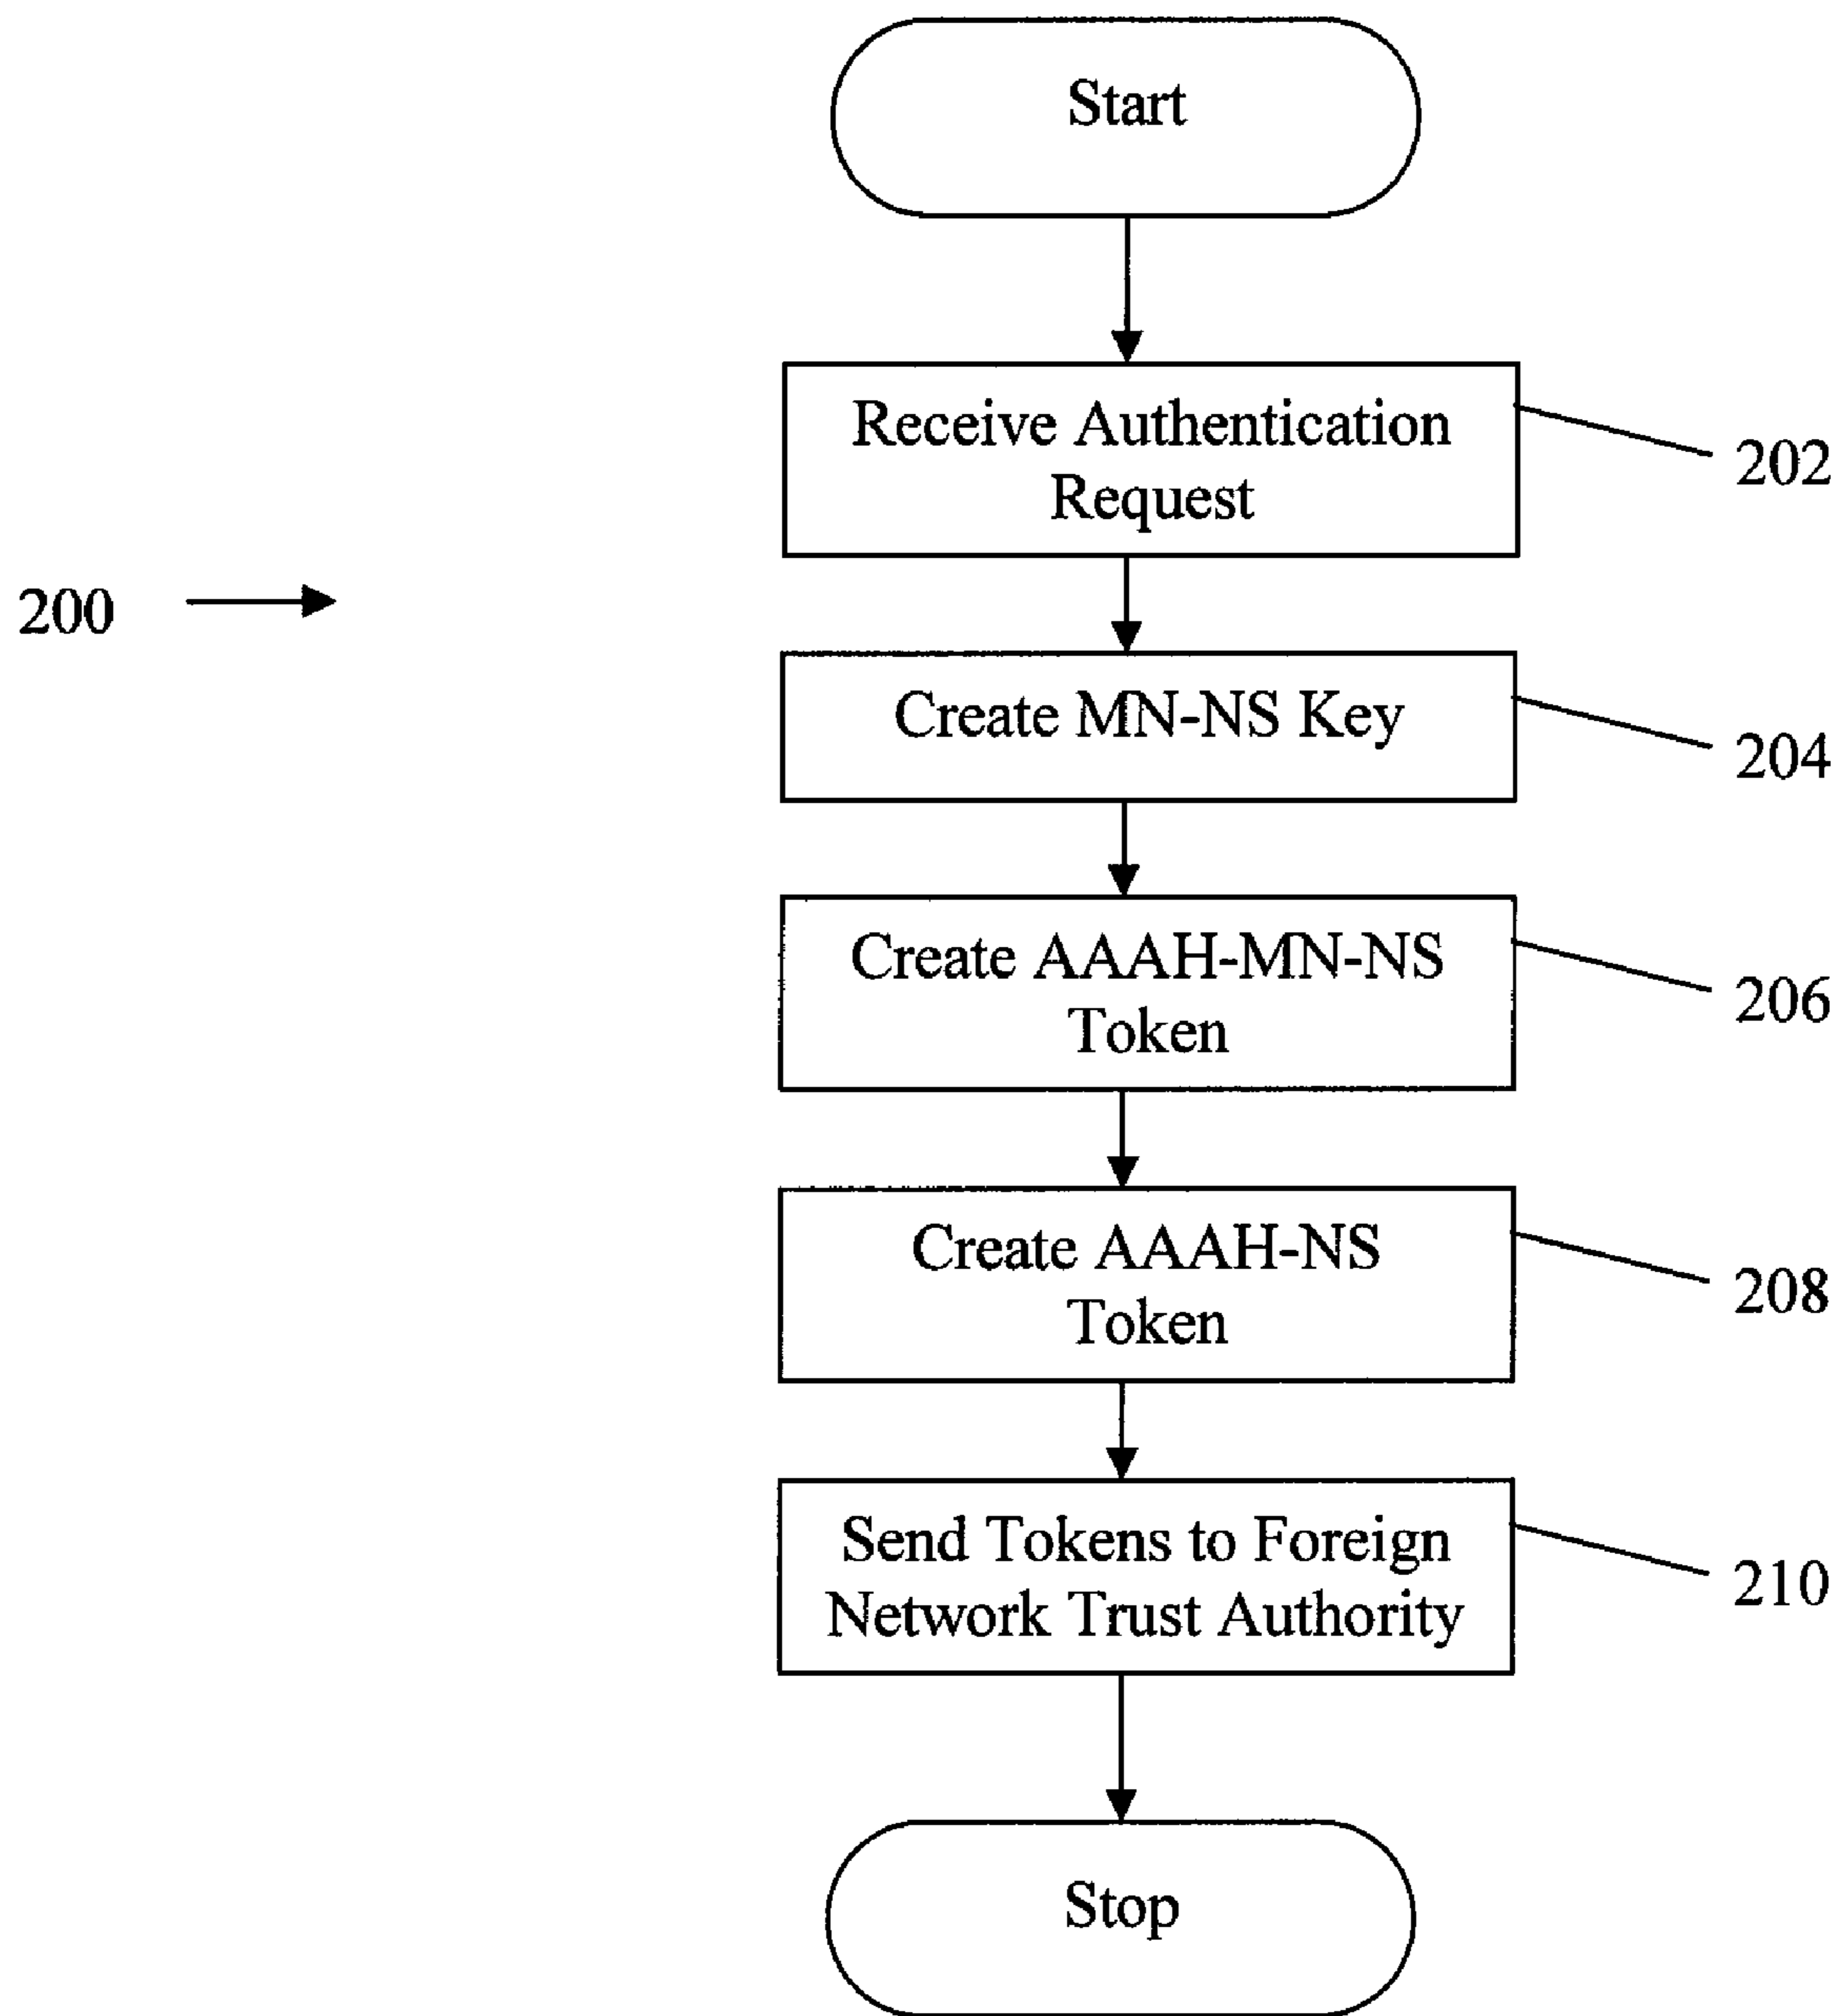 Start
Receive Authentication
Request
202
200
Create MN-NS Key
204
Create AAAH-MN-NS
Token
206
Create AAAH-NS
Token
208
Send Tokens to Foreign
Network Trust Authority
210
Stop